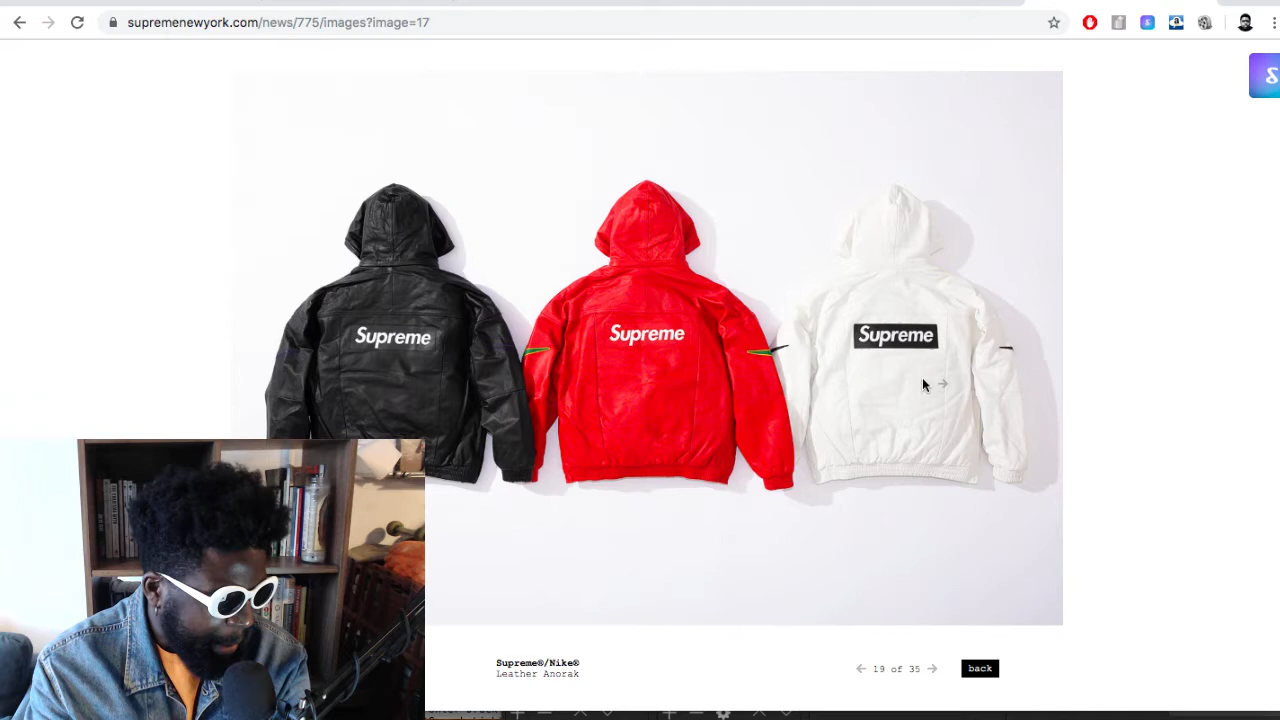 supremenewyork.com/news/775/images?image=17
Supreme
Supreme
Supreme
Supreme®/Nike®
Leather Anorak
← 19 of 35 →
back